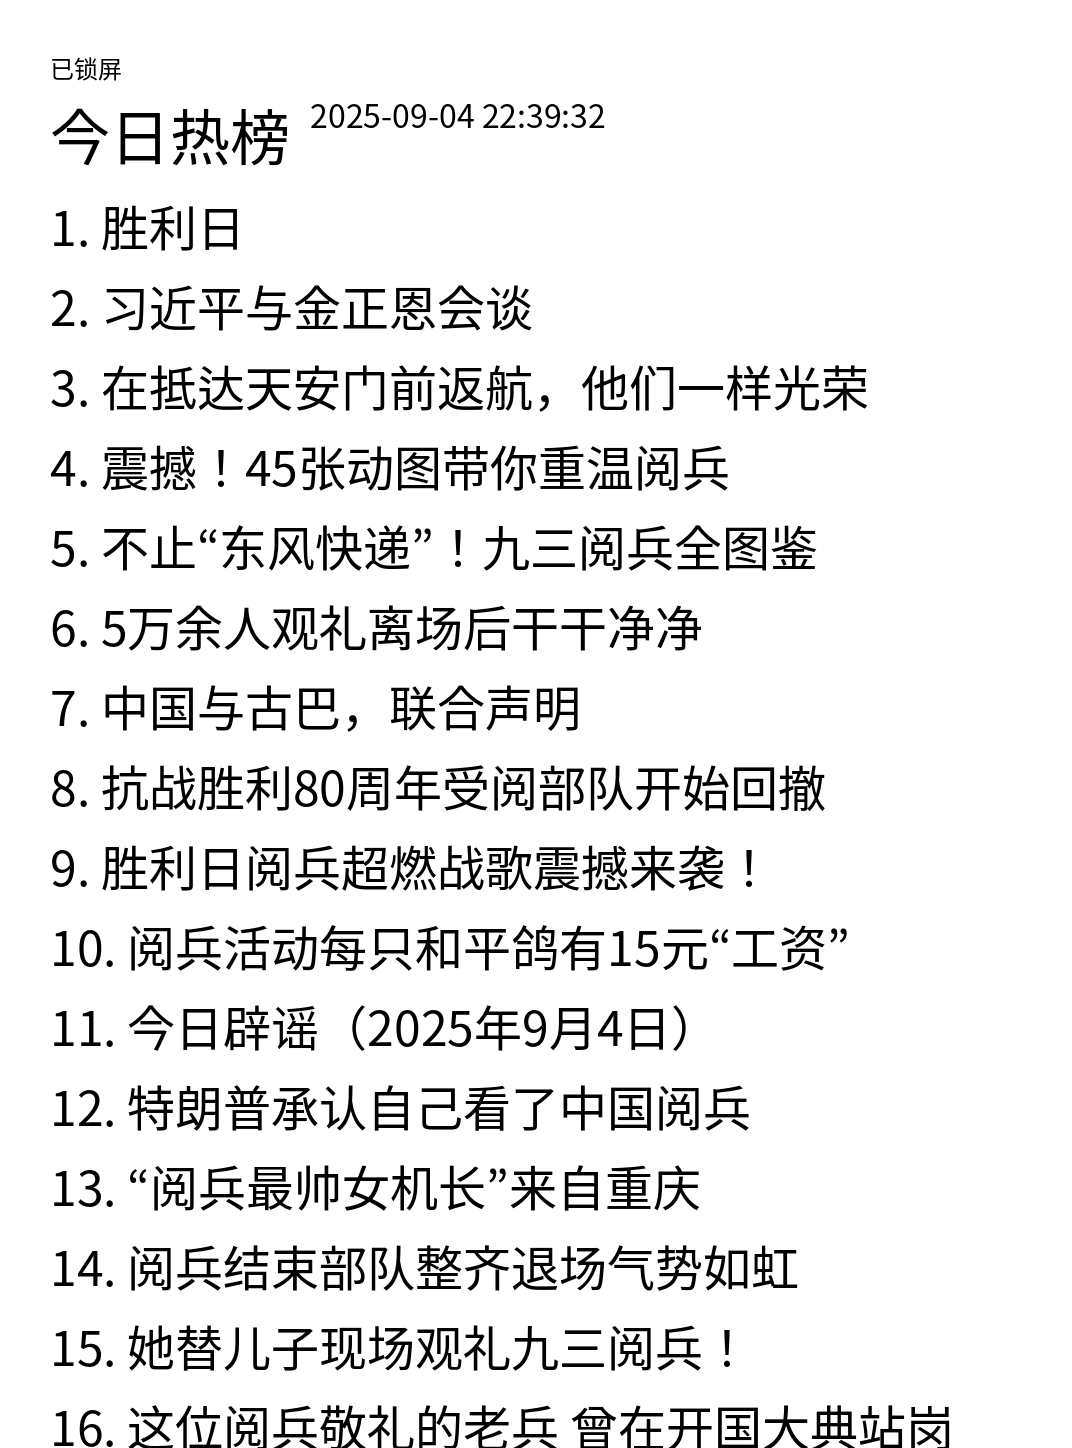 已锁屏
今日热榜 2025-09-04 22:39:32
1. 胜利日
2. 习近平与金正恩会谈
3. 在抵达天安门前返航，他们一样光荣
4. 震撼！45张动图带你重温阅兵
5. 不止“东风快递”！九三阅兵全图鉴
6. 5万余人观礼离场后干干净净
7. 中国与古巴，联合声明
8. 抗战胜利80周年受阅部队开始回撤
9. 胜利日阅兵超燃战歌震撼来袭！
10. 阅兵活动每只和平鸽有15元“工资”
11. 今日辟谣（2025年9月4日）
12. 特朗普承认自己看了中国阅兵
13. “阅兵最帅女机长”来自重庆
14. 阅兵结束部队整齐退场气势如虹
15. 她替儿子现场观礼九三阅兵！
16. 这位阅兵敬礼的老兵 曾在开国大典站岗